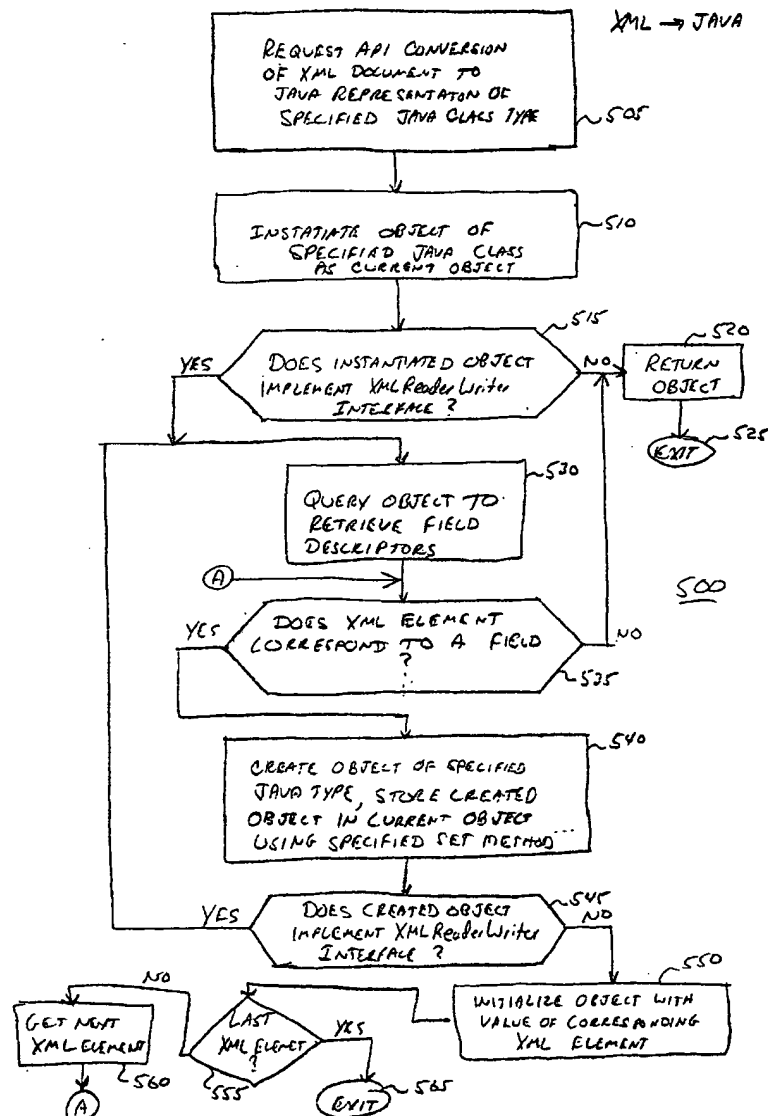 XML → JAVA
REQUEST API CONVERSION
OF XML DOCUMENT TO
JAVA REPRESENTATON OF
SPECIFIED JAVA CLASS TYPE
505
INSTATIATE OBJECT OF
SPECIFIED JAVA CLASS
AS CURRENT OBJECT
510
515
DOES INSTANTIATED OBJECT
IMPLEMENT XMLReaderWriter
INTERFACE ?
YES
NO
520
RETURN
OBJECT
EXIT
525
530
QUERY OBJECT TO
RETRIEVE FIELD
DESCRIPTORS
A
500
YES
DOES XML ELEMENT
CORRESPOND TO A FIELD
?
NO
535
540
CREATE OBJECT OF SPECIFIED
JAVA TYPE, STORE CREATED
OBJECT IN CURRENT OBJECT
USING SPECIFIED SET METHOD
545
YES
DOES CREATED OBJECT
IMPLEMENT XMLReaderWriter
INTERFACE ?
NO
550
INITIALIZE OBJECT WITH
VALUE OF CORRESPONDING
XML ELEMENT
NO
LAST
XML ELEMET
?
YES
555
GET NEXT
XML ELEMENT
560
A
EXIT
565